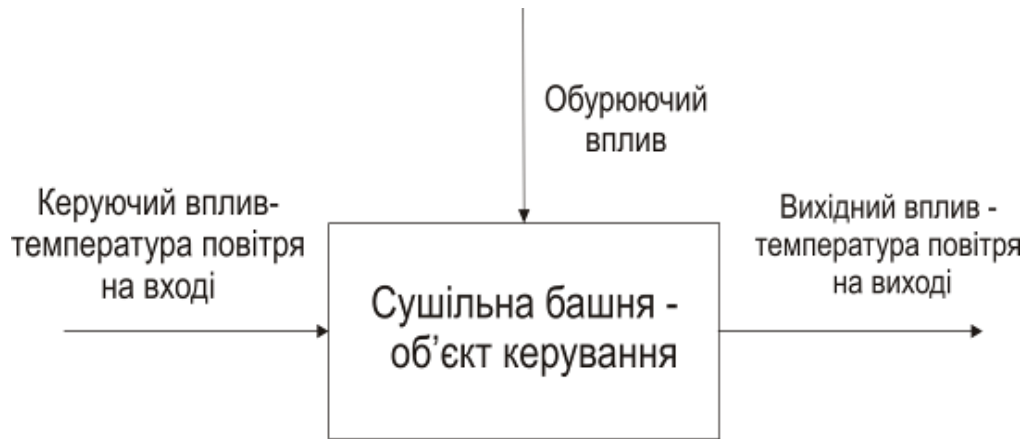 Обурюючий
вплив
Керуючий вплив-
температура повітря
на вході
Вихідний вплив -
температура повітря
на виході
Сушільна башня -
об’єкт керування